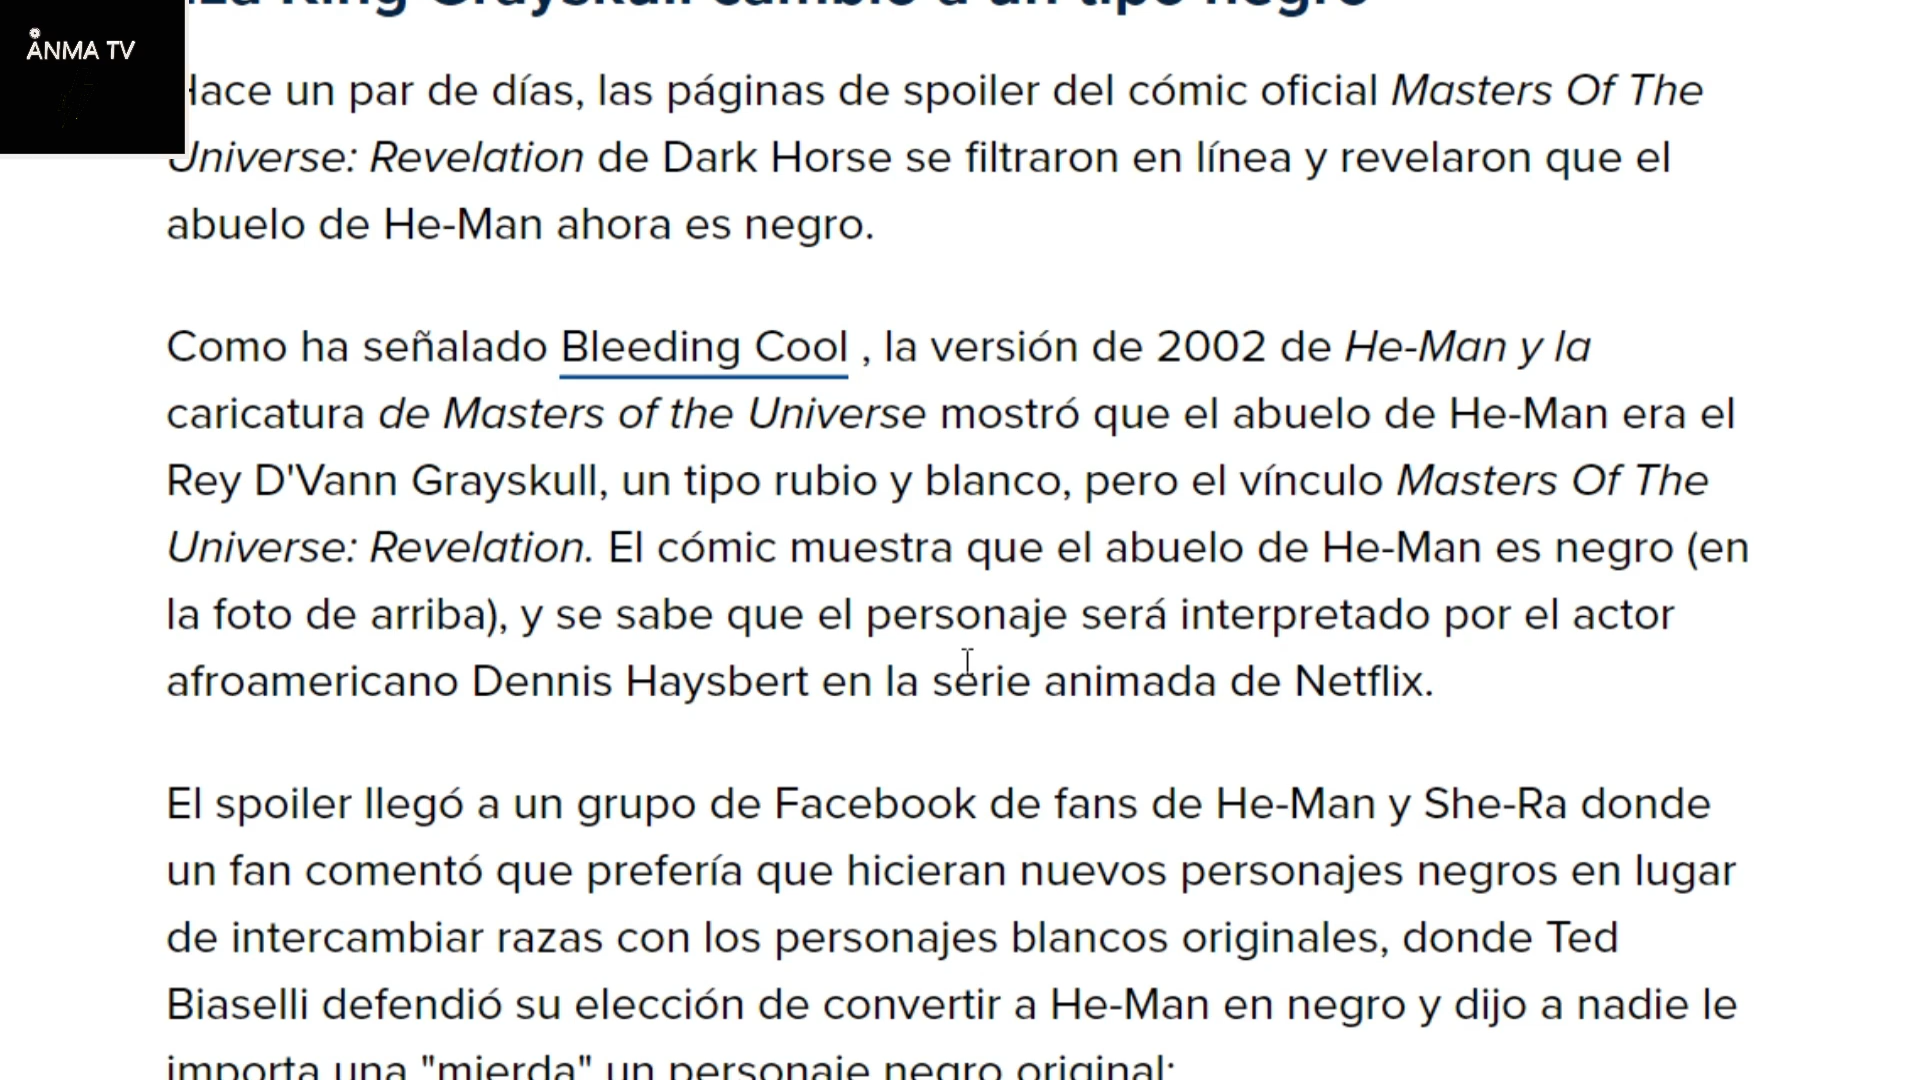 ANMA TV
King Grayskull cambió a un tipo negro
Hace un par de días, las páginas de spoiler del cómic oficial Masters Of The
Universe: Revelation de Dark Horse se filtraron en línea y revelaron que el
abuelo de He-Man ahora es negro.
Como ha señalado Bleeding Cool , la versión de 2002 de He-Man y la
caricatura de Masters of the Universe mostró que el abuelo de He-Man era el
Rey D'Vann Grayskull, un tipo rubio y blanco, pero el vínculo Masters Of The
Universe: Revelation. El cómic muestra que el abuelo de He-Man es negro (en
la foto de arriba), y se sabe que el personaje será interpretado por el actor
afroamericano Dennis Haysbert en la serie animada de Netflix.
El spoiler llegó a un grupo de Facebook de fans de He-Man y She-Ra donde
un fan comentó que prefería que hicieran nuevos personajes negros en lugar
de intercambiar razas con los personajes blancos originales, donde Ted
Biaselli defendió su elección de convertir a He-Man en negro y dijo a nadie le
importa una "mierda" un personaje negro original: